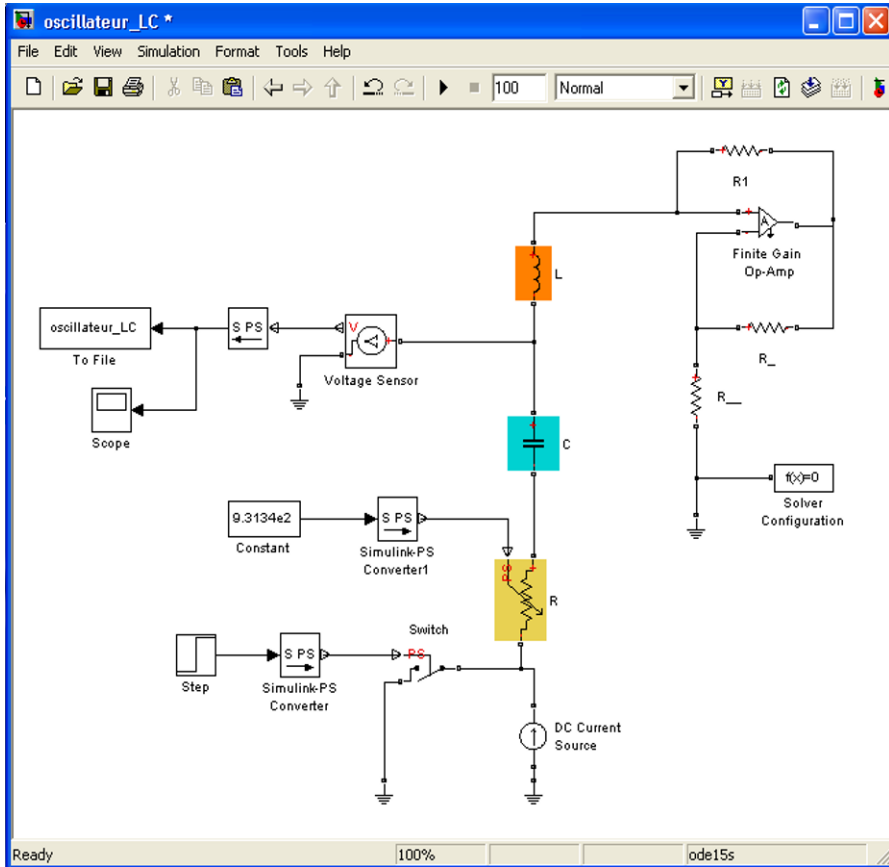 oscillateur_LC *
File Edit View Simulation Format Tools Help
100 Normal
R1
A
Finite Gain
Op-Amp
L
oscillateur_LC
To File
S PS
V
Voltage Sensor
R_
R__
Scope
C
f(x)=0
Solver
Configuration
9.3134e2
Constant
S PS
Simulink-PS
Converter1
PS
R
Switch
Step
S PS
Simulink-PS
Converter
PS
DC Current
Source
Ready 100% ode15s